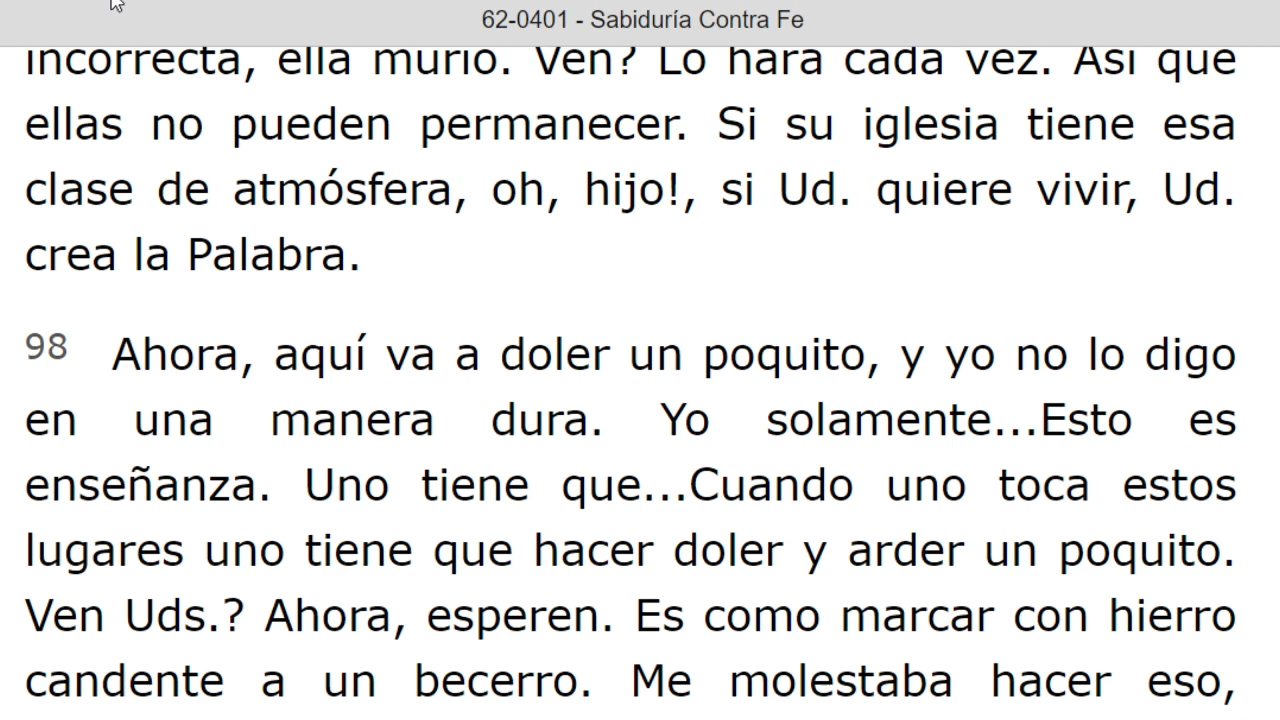 62-0401 - Sabiduría Contra Fe
incorrecta, ella murió. Ven? Lo hará cada vez. Así que
ellas no pueden permanecer. Si su iglesia tiene esa
clase de atmósfera, oh, hijo!, si Ud. quiere vivir, Ud.
crea la Palabra.
98 Ahora, aquí va a doler un poquito, y yo no lo digo
en una manera dura. Yo solamente...Esto es
enseñanza. Uno tiene que...Cuando uno toca estos
lugares uno tiene que hacer doler y arder un poquito.
Ven Uds.? Ahora, esperen. Es como marcar con hierro
candente a un becerro. Me molestaba hacer eso,